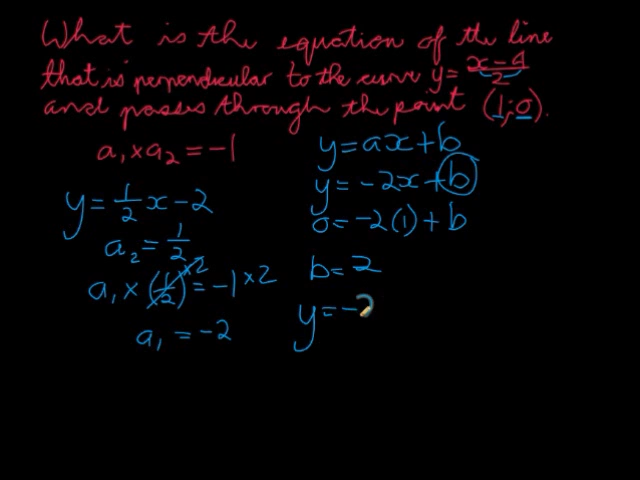 What is the equation of the line
that is perpendicular to the curve y = x-4/2
and passes through the point (1;0).
a₁ x a₂ = -1
y = 1/2 x - 2
a₂ = 1/2
a₁ x (1/2) x2 = -1 x2
a₁ = -2
y = ax + b
y = -2x + b
0 = -2(1) + b
b = 2
y = -2